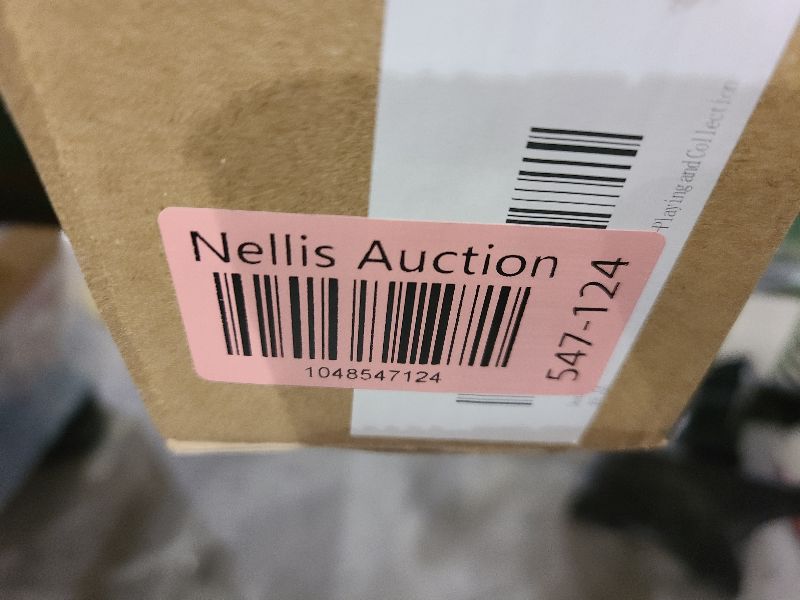 Nellis Auction
1048547124
547-124
Playing and Collection